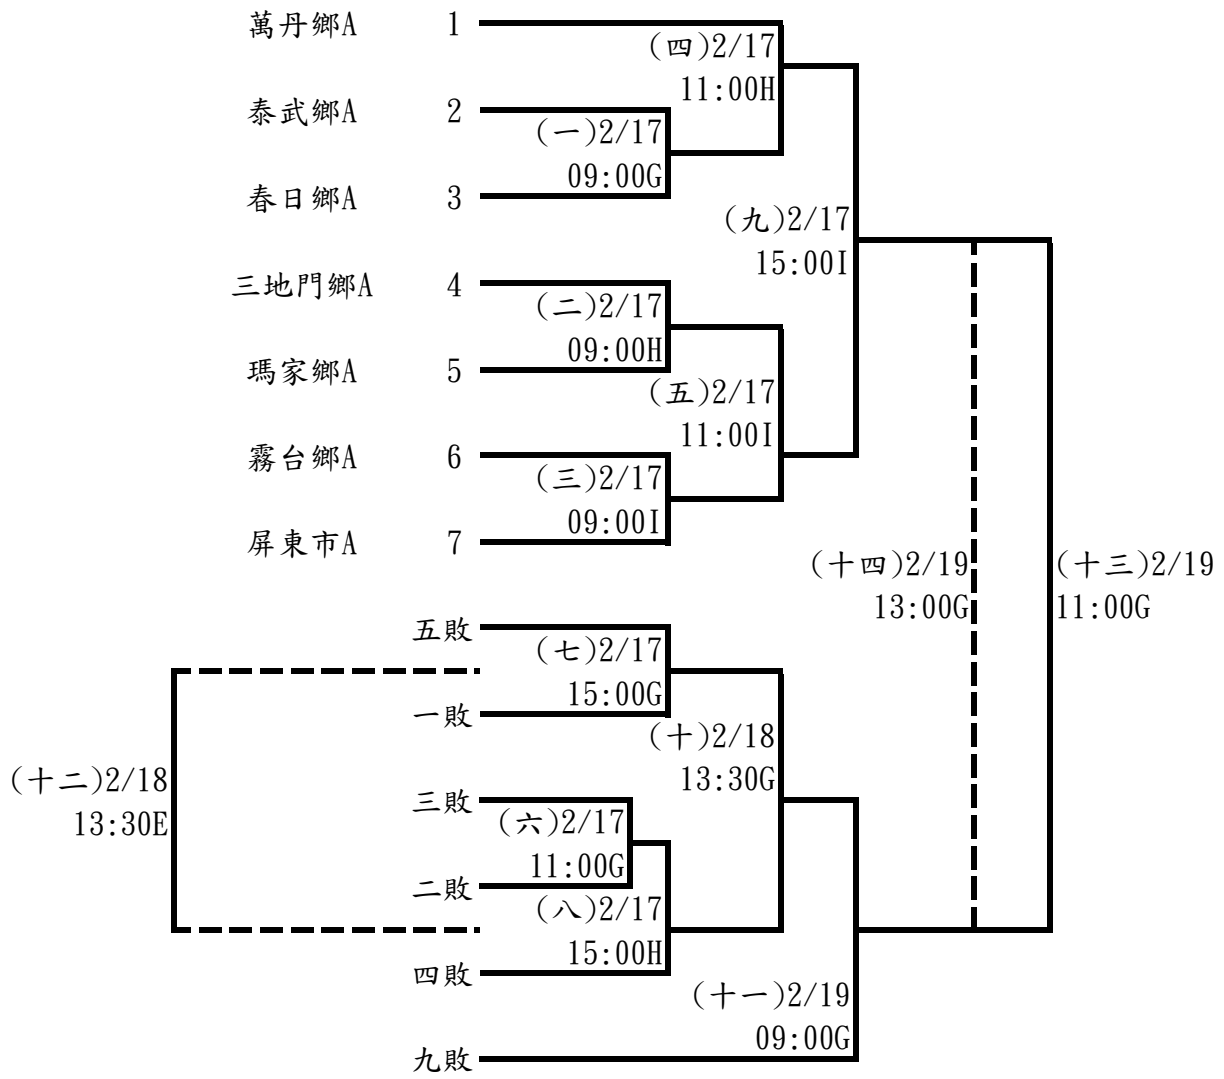 萬丹鄉A 1
(四)2/17
11:00H
泰武鄉A 2
(一)2/17
09:00G
春日鄉A 3
(九)2/17
15:00I
三地門鄉A 4
(二)2/17
09:00H
瑪家鄉A 5
(五)2/17
11:00I
霧台鄉A 6
(三)2/17
09:00I
屏東市A 7
(十四)2/19
13:00G
(十三)2/19
11:00G
五敗
(七)2/17
15:00G
一敗
(十)2/18
13:30G
(十二)2/18
13:30E
三敗
(六)2/17
11:00G
二敗
(八)2/17
15:00H
四敗
(十一)2/19
09:00G
九敗